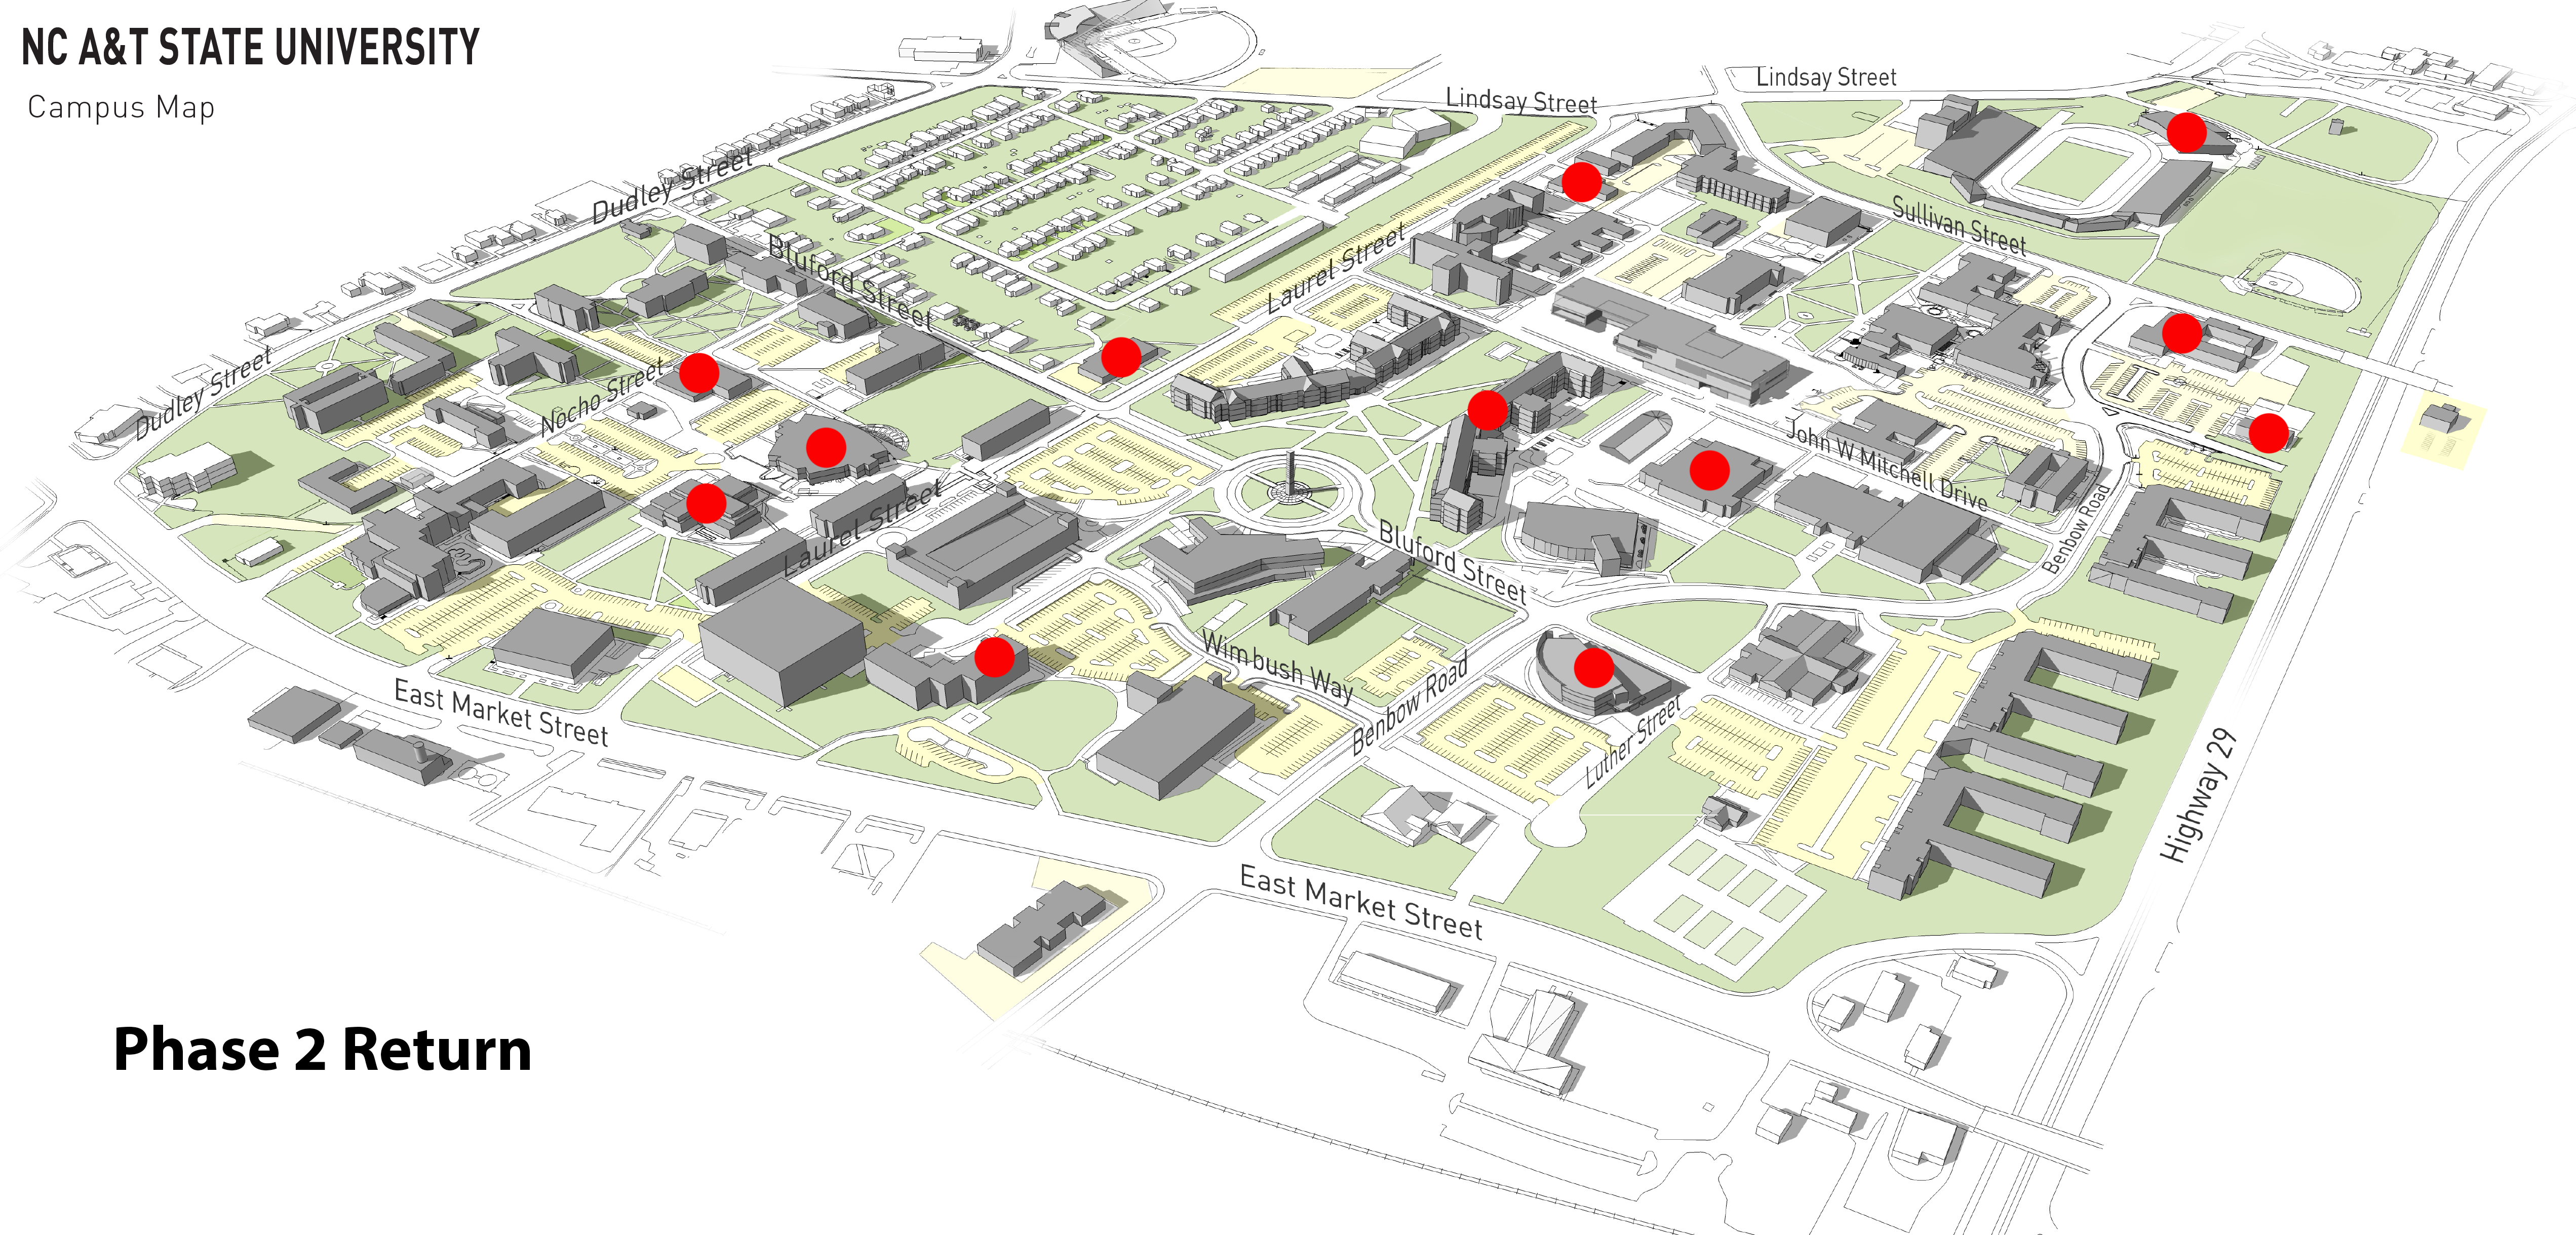 NC A&T STATE UNIVERSITY
Campus Map
Lindsay Street
Lindsay Street
Dudley Street
Bluford Street
Laurel Street
Sullivan Street
Dudley Street
Nocho Street
John W Mitchell Drive
Laurel Street
Bluford Street
Benbow Road
Wimbush Way
Benbow Road
East Market Street
Luther Street
Highway 29
East Market Street
Phase 2 Return